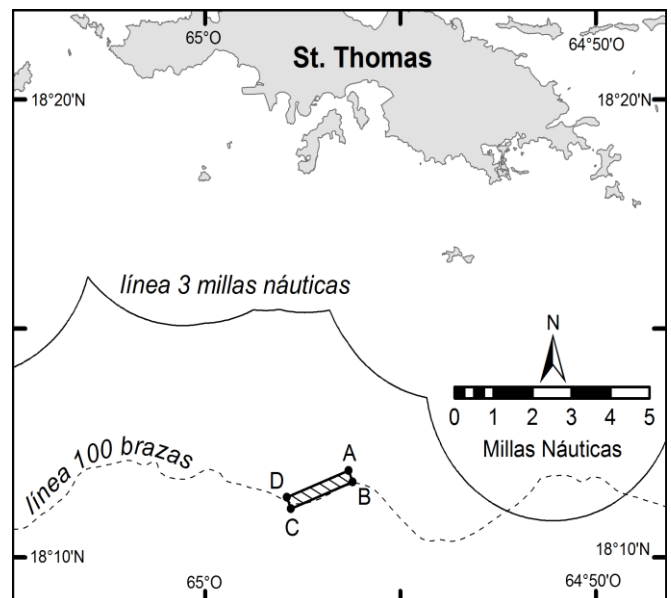 65°O
64°50'O
St. Thomas
18°20'N
18°20'N
línea 3 millas náuticas
N
0 1 2 3 4 5
Millas Náuticas
línea 100 brazas
A
B
D
C
18°10'N
18°10'N
65°O
64°50'O